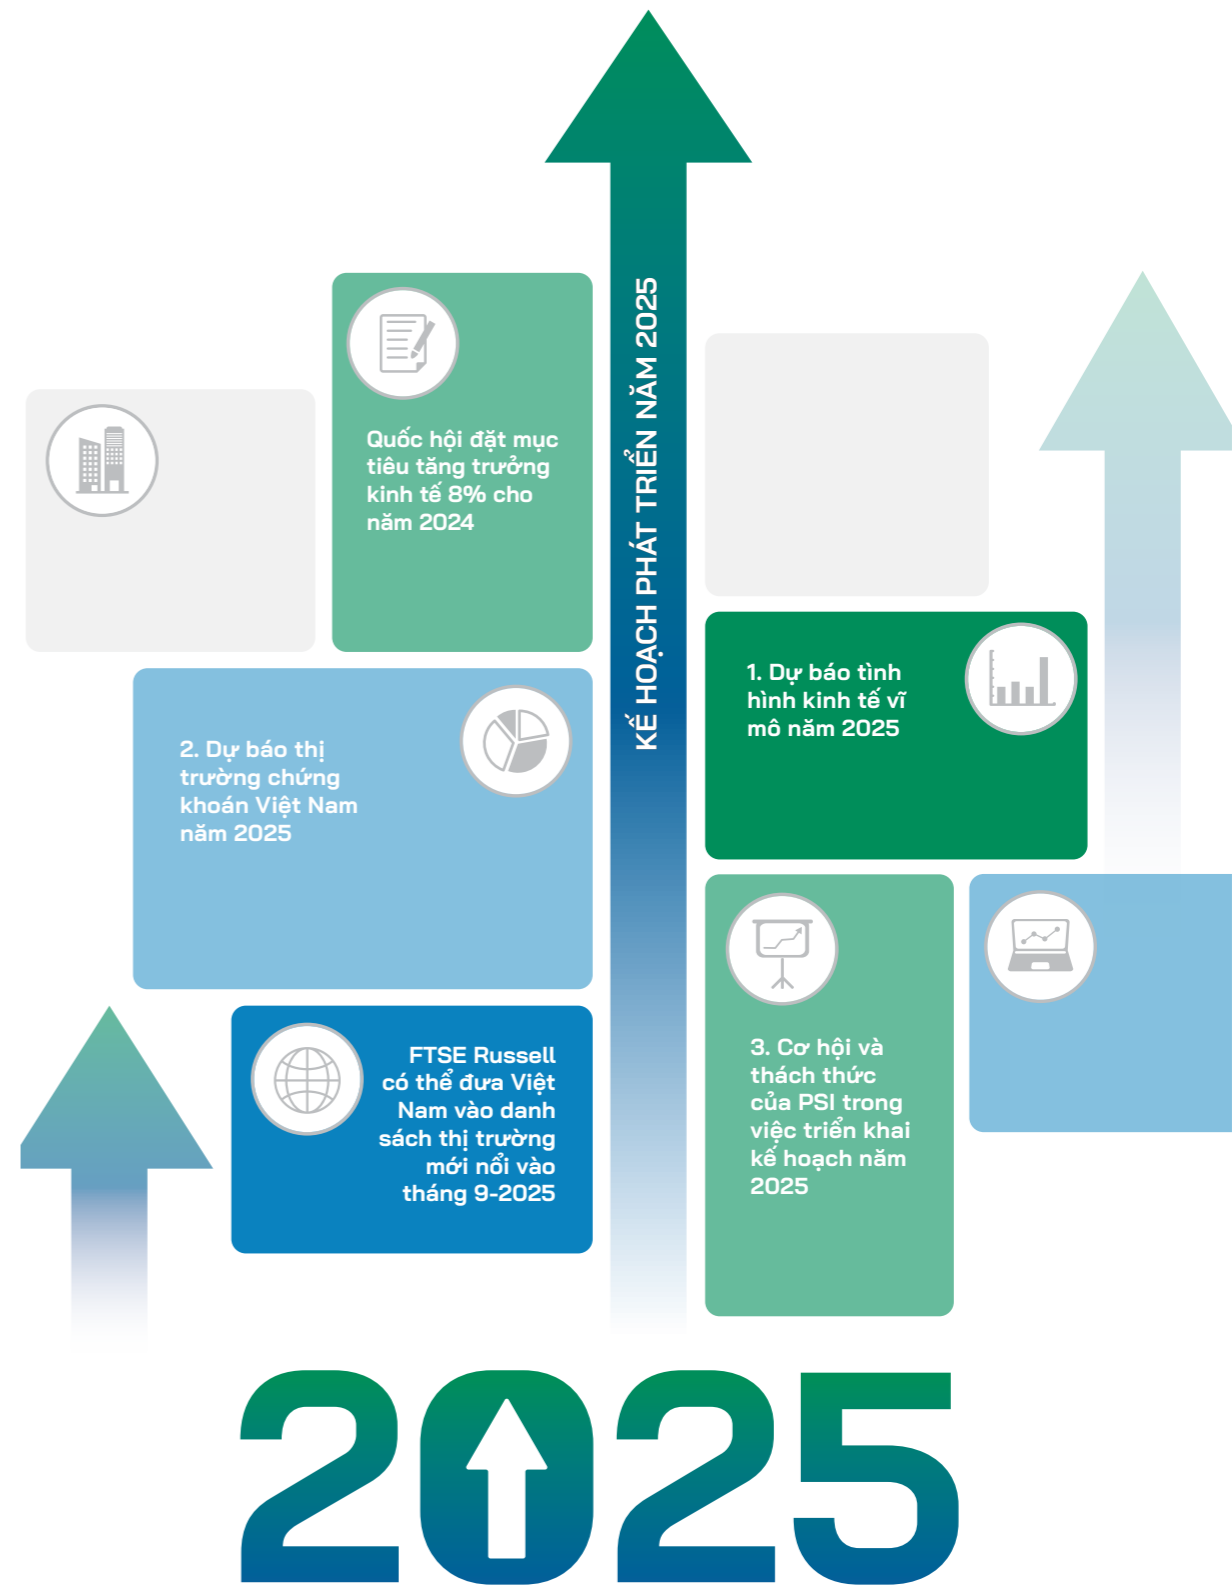 KẾ HOẠCH PHÁT TRIỂN NĂM 2025
Quốc hội đặt mục
tiêu tăng trưởng
kinh tế 8% cho
năm 2024
1. Dự báo tình
hình kinh tế vĩ
mô năm 2025
2. Dự báo thị
trường chứng
khoán Việt Nam
năm 2025
3. Cơ hội và
thách thức
của PSI trong
việc triển khai
kế hoạch năm
2025
FTSE Russell
có thể đưa Việt
Nam vào danh
sách thị trường
mới nổi vào
tháng 9-2025
2025